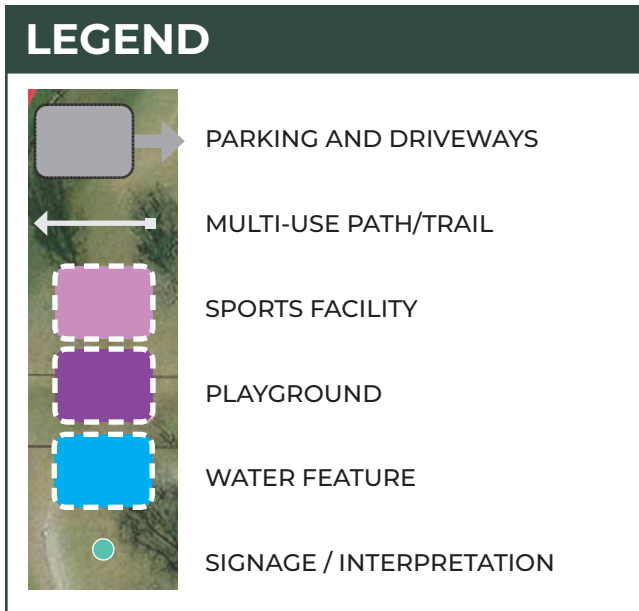 LEGEND
PARKING AND DRIVEWAYS
MULTI-USE PATH/TRAIL
SPORTS FACILITY
PLAYGROUND
WATER FEATURE
SIGNAGE / INTERPRETATION